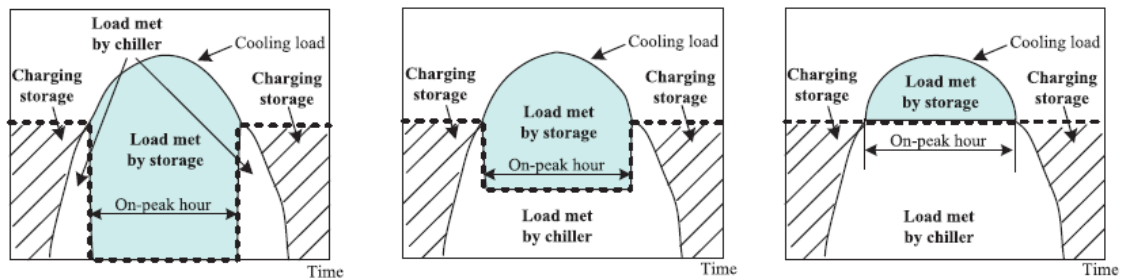 Load met
by chiller
Cooling load
Charging
storage
Charging
storage
Load met
by storage
On-peak hour
Time
Cooling load
Charging
storage
Charging
storage
Load met
by storage
On-peak hour
Load met
by chiller
Time
Cooling load
Charging
storage
Load met
by storage
Charging
storage
On-peak hour
Load met
by chiller
Time